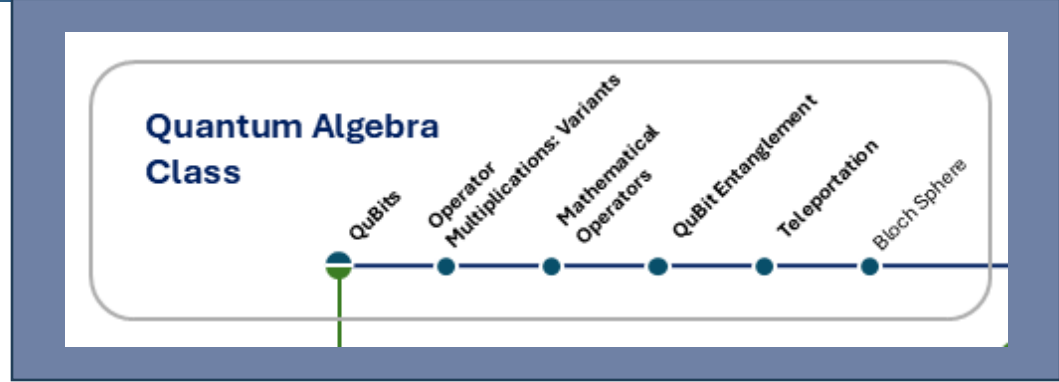 Quantum Algebra
Class
QuBits
Operator
Multiplications: Variants
Mathematical
Operators
QuBit Entanglement
Teleportation
Bloch Sphere